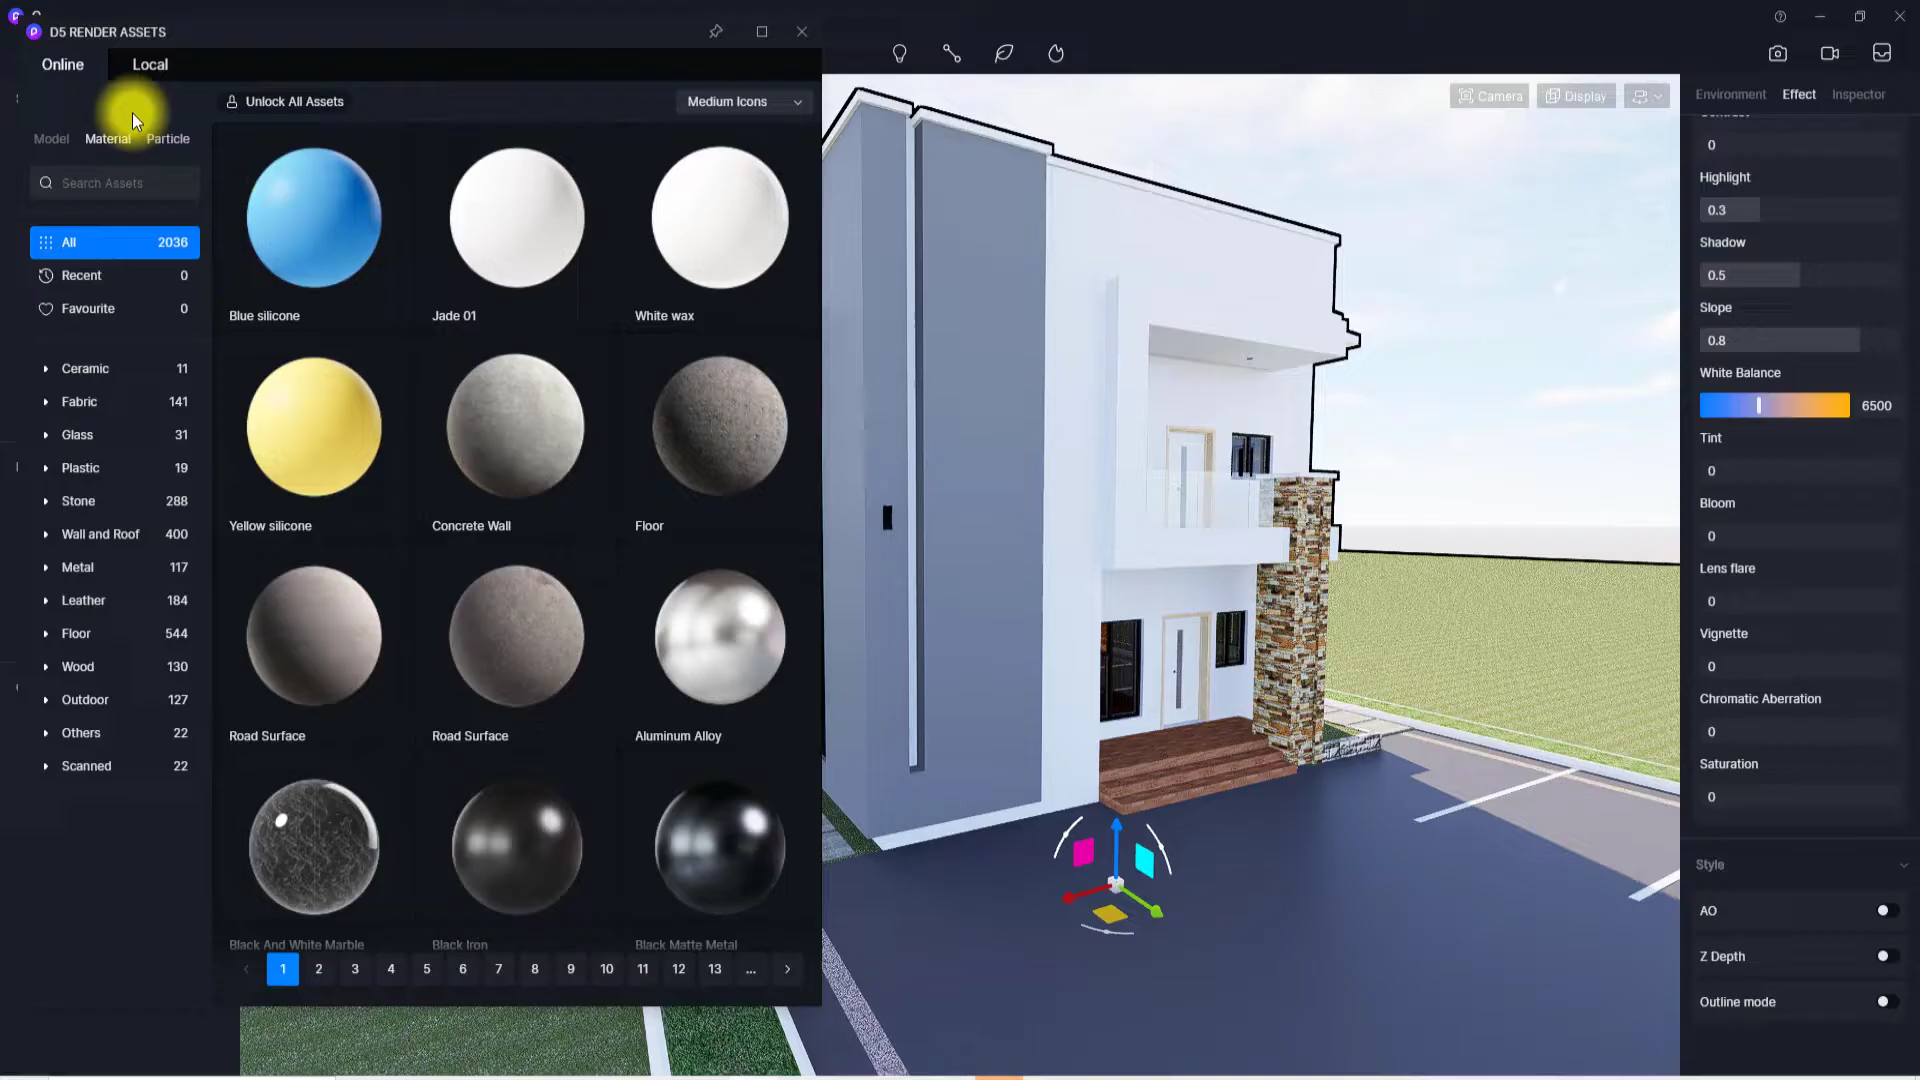 D5 RENDER ASSETS
Online
Local
Unlock All Assets
Medium Icons
Model
Material
Particle
Search Assets
All 2036
Recent 0
Favourite 0
Ceramic 11
Fabric 141
Glass 31
Plastic 19
Stone 288
Wall and Roof 400
Metal 117
Leather 184
Floor 544
Wood 130
Outdoor 127
Others 22
Scanned 22
Blue silicone
Jade 01
White wax
Yellow silicone
Concrete Wall
Floor
Road Surface
Road Surface
Aluminum Alloy
Black And White Marble
Black Iron
Black Matte Metal
1 2 3 4 5 6 7 8 9 10 11 12 13 ...
Camera
Display
Environment
Effect
Inspector
0
Highlight
0.3
Shadow
0.5
Slope
0.8
White Balance
6500
Tint
0
Bloom
0
Lens flare
0
Vignette
0
Chromatic Aberration
0
Saturation
0
Style
AO
Z Depth
Outline mode